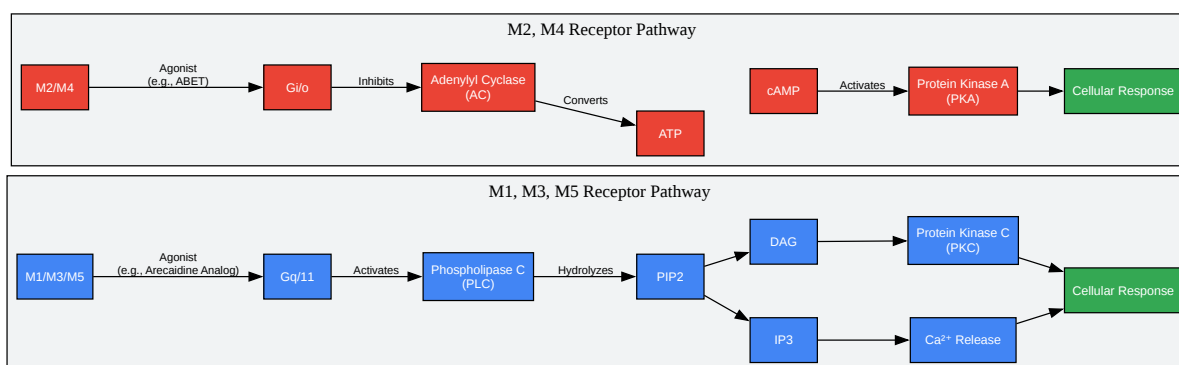 M2, M4 Receptor Pathway
M2/M4
Agonist
(e.g., ABET)
Gi/o
Inhibits
Adenylyl Cyclase
(AC)
Converts
ATP
cAMP
Activates
Protein Kinase A
(PKA)
Cellular Response
M1, M3, M5 Receptor Pathway
M1/M3/M5
Agonist
(e.g., Arecaidine Analog)
Gq/11
Activates
Phospholipase C
(PLC)
Hydrolyzes
PIP2
DAG
Protein Kinase C
(PKC)
IP3
Ca²⁺ Release
Cellular Response